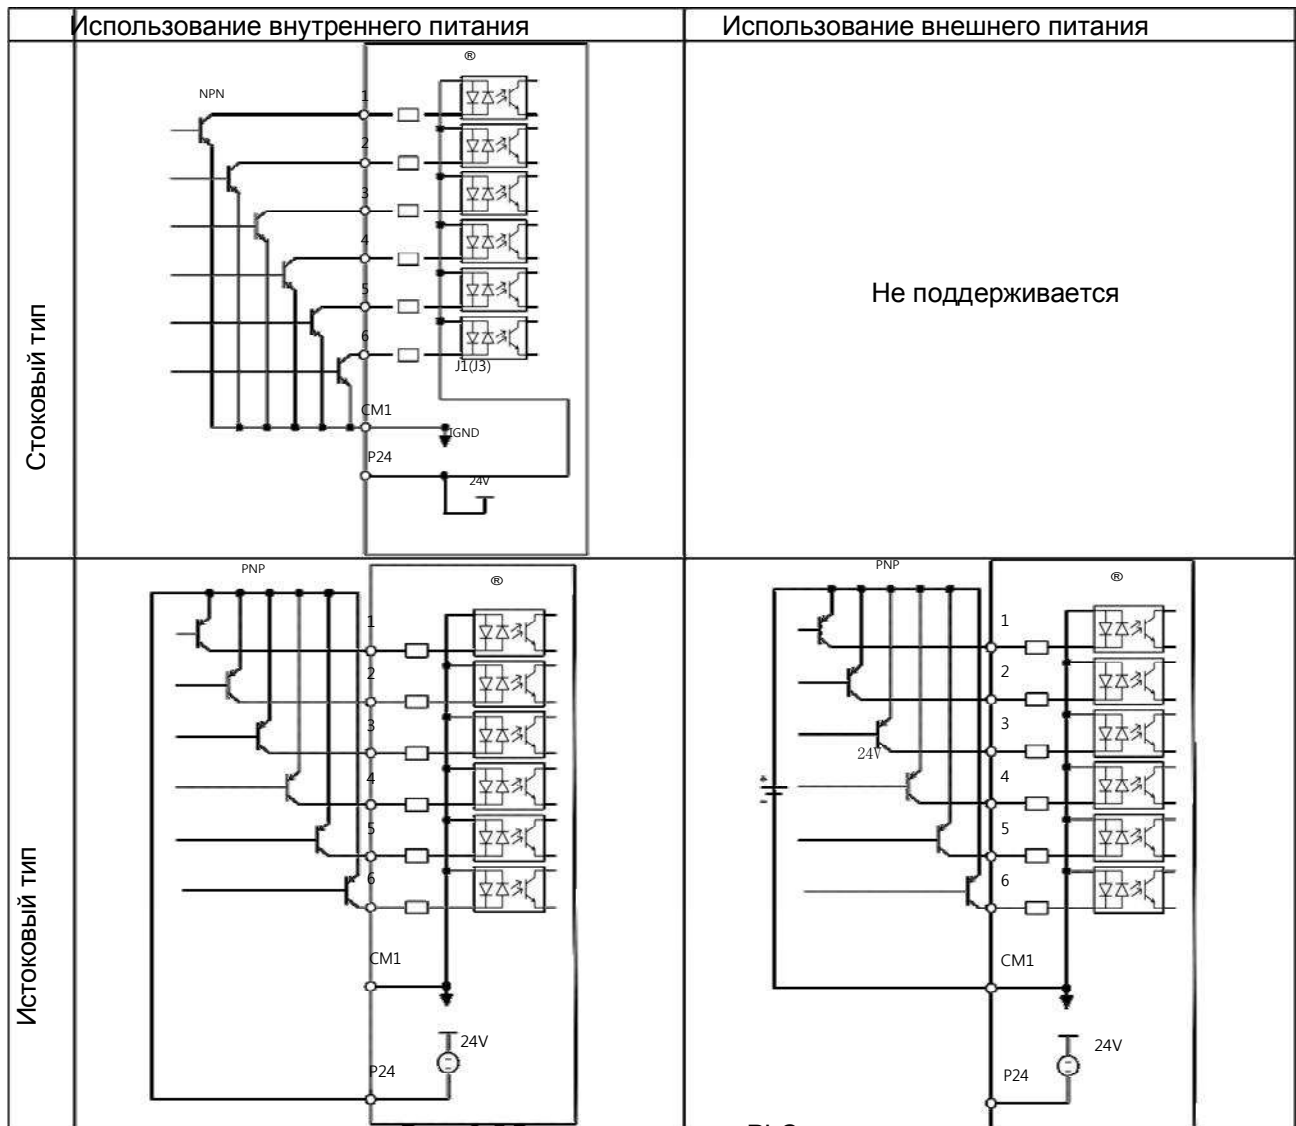 Использование внутреннего питания
Использование внешнего питания
Стоковый тип
®
NPN
1
2
3
4
5
6
J1(J3)
CM1
IGND
P24
24V
Не поддерживается
Истоковый тип
PNP
®
1
2
3
4
5
6
CM1
24V
P24
PNP
®
1
2
3
24V
4
+
-
5
6
CM1
24V
P24